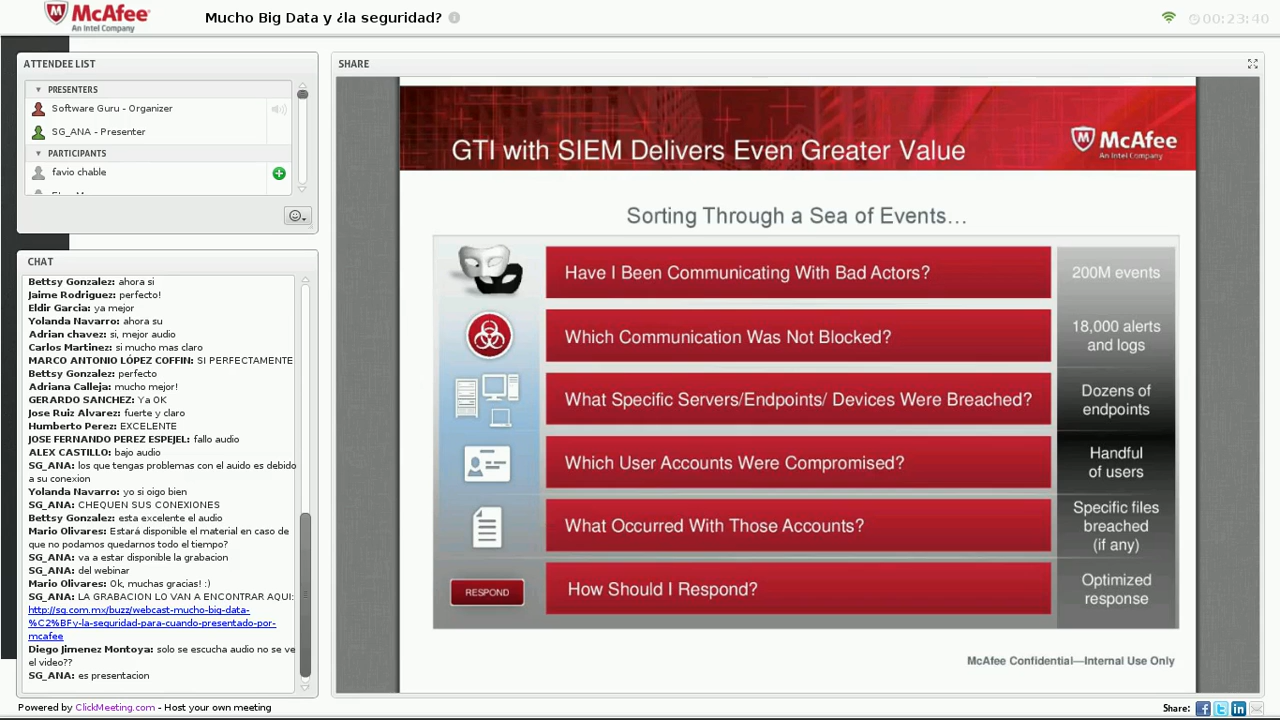 McAfee
An Intel Company
Mucho Big Data y ¿la seguridad?
00:23:40
ATTENDEE LIST
PRESENTERS
Software Guru - Organizer
SG_ANA - Presenter
PARTICIPANTS
favio chable
CHAT
Bettsy Gonzalez: ahora si
Jaime Rodriguez: perfecto!
Eldir Garcia: ya mejor
Yolanda Navarro: ahora su
Adrian chavez: si, mejor audio
Carlos Martinez: si mucho mas claro
MARCO ANTONIO LÓPEZ COFFIN: SI PERFECTAMENTE
Bettsy Gonzalez: perfecto
Adriana Calleja: mucho mejor!
GERARDO SANCHEZ: Ya OK
Jose Ruiz Alvarez: fuerte y claro
Humberto Perez: EXCELENTE
JOSE FERNANDO PEREZ ESPEJEL: fallo audio
ALEX CASTILLO: bajo audio
SG_ANA: los que tengas problemas con el auido es debido
a su conexion
Yolanda Navarro: yo si oigo bien
SG_ANA: CHEQUEN SUS CONEXIONES
Bettsy Gonzalez: esta excelente el audio
Mario Olivares: Estará disponible el material en caso de
que no podamos quedarnos todo el tiempo?
SG_ANA: va a estar disponible la grabacion
SG_ANA: del webinar
Mario Olivares: Ok, muchas gracias! :)
SG_ANA: LA GRABACION LO VAN A ENCONTRAR AQUI:
http://sg.com.mx/buzz/webcast-mucho-big-data-
%C2%BFy-la-seguridad-para-cuando-presentado-por-
mcafee
Diego Jimenez Montoya: solo se escucha audio no se ve
el video??
SG_ANA: es presentacion
SHARE
GTI with SIEM Delivers Even Greater Value
McAfee
An Intel Company
Sorting Through a Sea of Events…
Have I Been Communicating With Bad Actors?
200M events
Which Communication Was Not Blocked?
18,000 alerts
and logs
What Specific Servers/Endpoints/ Devices Were Breached?
Dozens of
endpoints
Which User Accounts Were Compromised?
Handful
of users
What Occurred With Those Accounts?
Specific files
breached
(if any)
RESPOND
How Should I Respond?
Optimized
response
McAfee Confidential—Internal Use Only
Powered by ClickMeeting.com - Host your own meeting
Share: